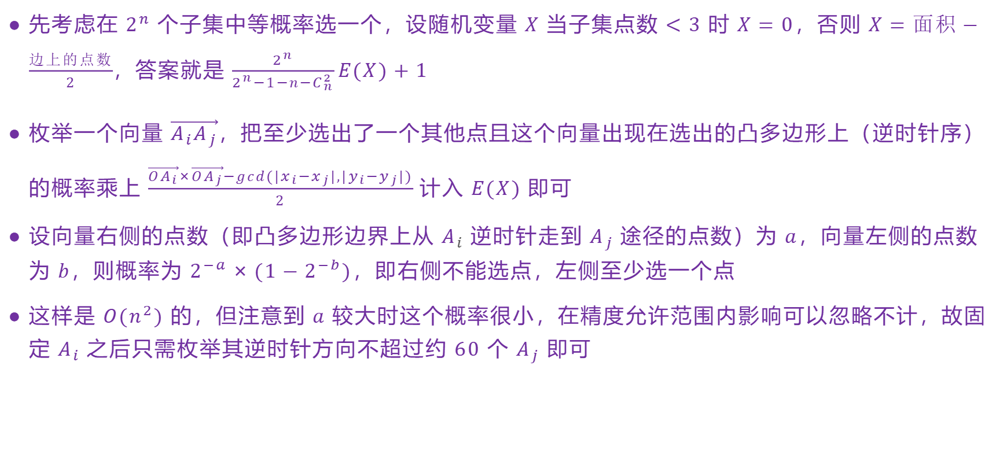 ● 先考虑在 2ⁿ 个子集中等概率选一个，设随机变量 X 当子集点数 < 3 时 X = 0，否则 X = 面积 −
边上的点数/2，答案就是 2ⁿ/(2ⁿ−1−n−C_n^2) E(X) + 1
● 枚举一个向量 \overrightarrow{A_iA_j}，把至少选出了一个其他点且这个向量出现在选出的凸多边形上（逆时针序）
的概率乘上 (\overrightarrow{OA_i}×\overrightarrow{OA_j}−gcd(|x_i−x_j|,|y_i−y_j|))/2 计入 E(X) 即可
● 设向量右侧的点数（即凸多边形边界上从 A_i 逆时针走到 A_j 途径的点数）为 a，向量左侧的点数
为 b，则概率为 2^{−a} × (1 − 2^{−b})，即右侧不能选点，左侧至少选一个点
● 这样是 O(n²) 的，但注意到 a 较大时这个概率很小，在精度允许范围内影响可以忽略不计，故固
定 A_i 之后只需枚举其逆时针方向不超过约 60 个 A_j 即可